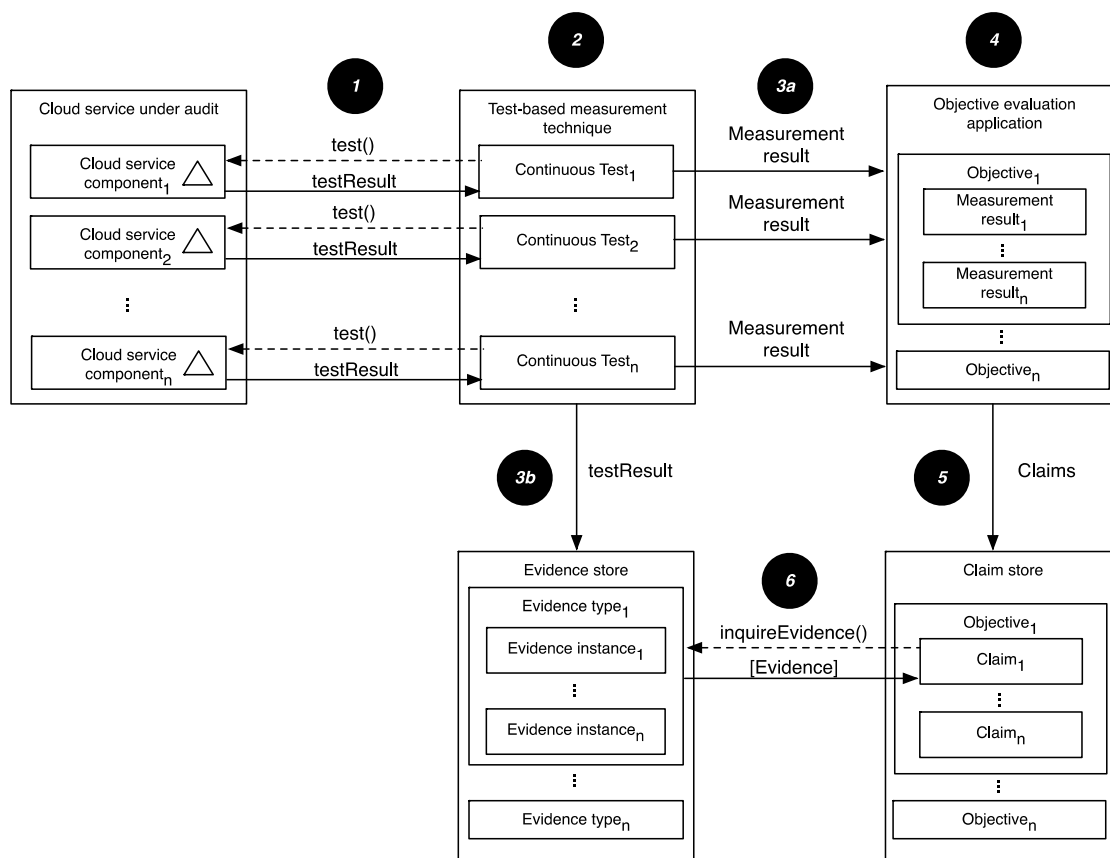 1
2
3a
4
Cloud service under audit
Cloud service
component1
test()
testResult
Cloud service
component2
test()
testResult
Cloud service
componentn
test()
testResult
Test-based measurement
technique
Continuous Test1
Continuous Test2
Continuous Testn
Measurement
result
Measurement
result
Measurement
result
Objective evaluation
application
Objective1
Measurement
result1
Measurement
resultn
Objectiven
3b
testResult
5
Claims
Evidence store
Evidence type1
Evidence instance1
Evidence instancen
Evidence typen
6
inquireEvidence()
[Evidence]
Claim store
Objective1
Claim1
Claimn
Objectiven